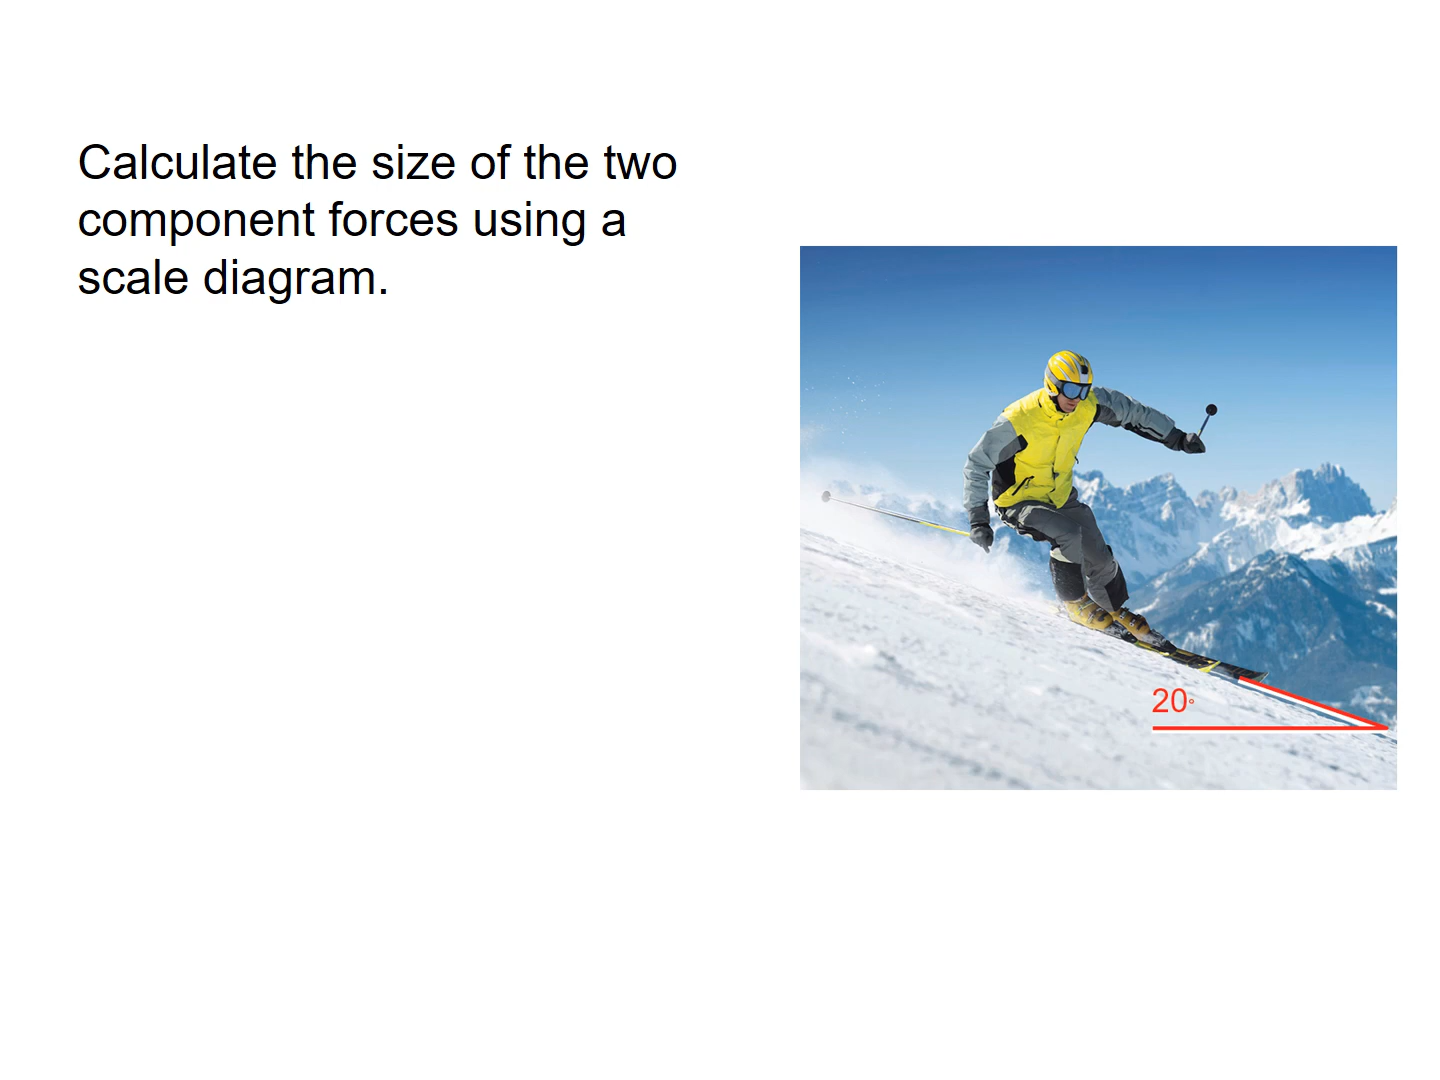 Calculate the size of the two
component forces using a
scale diagram.
20°